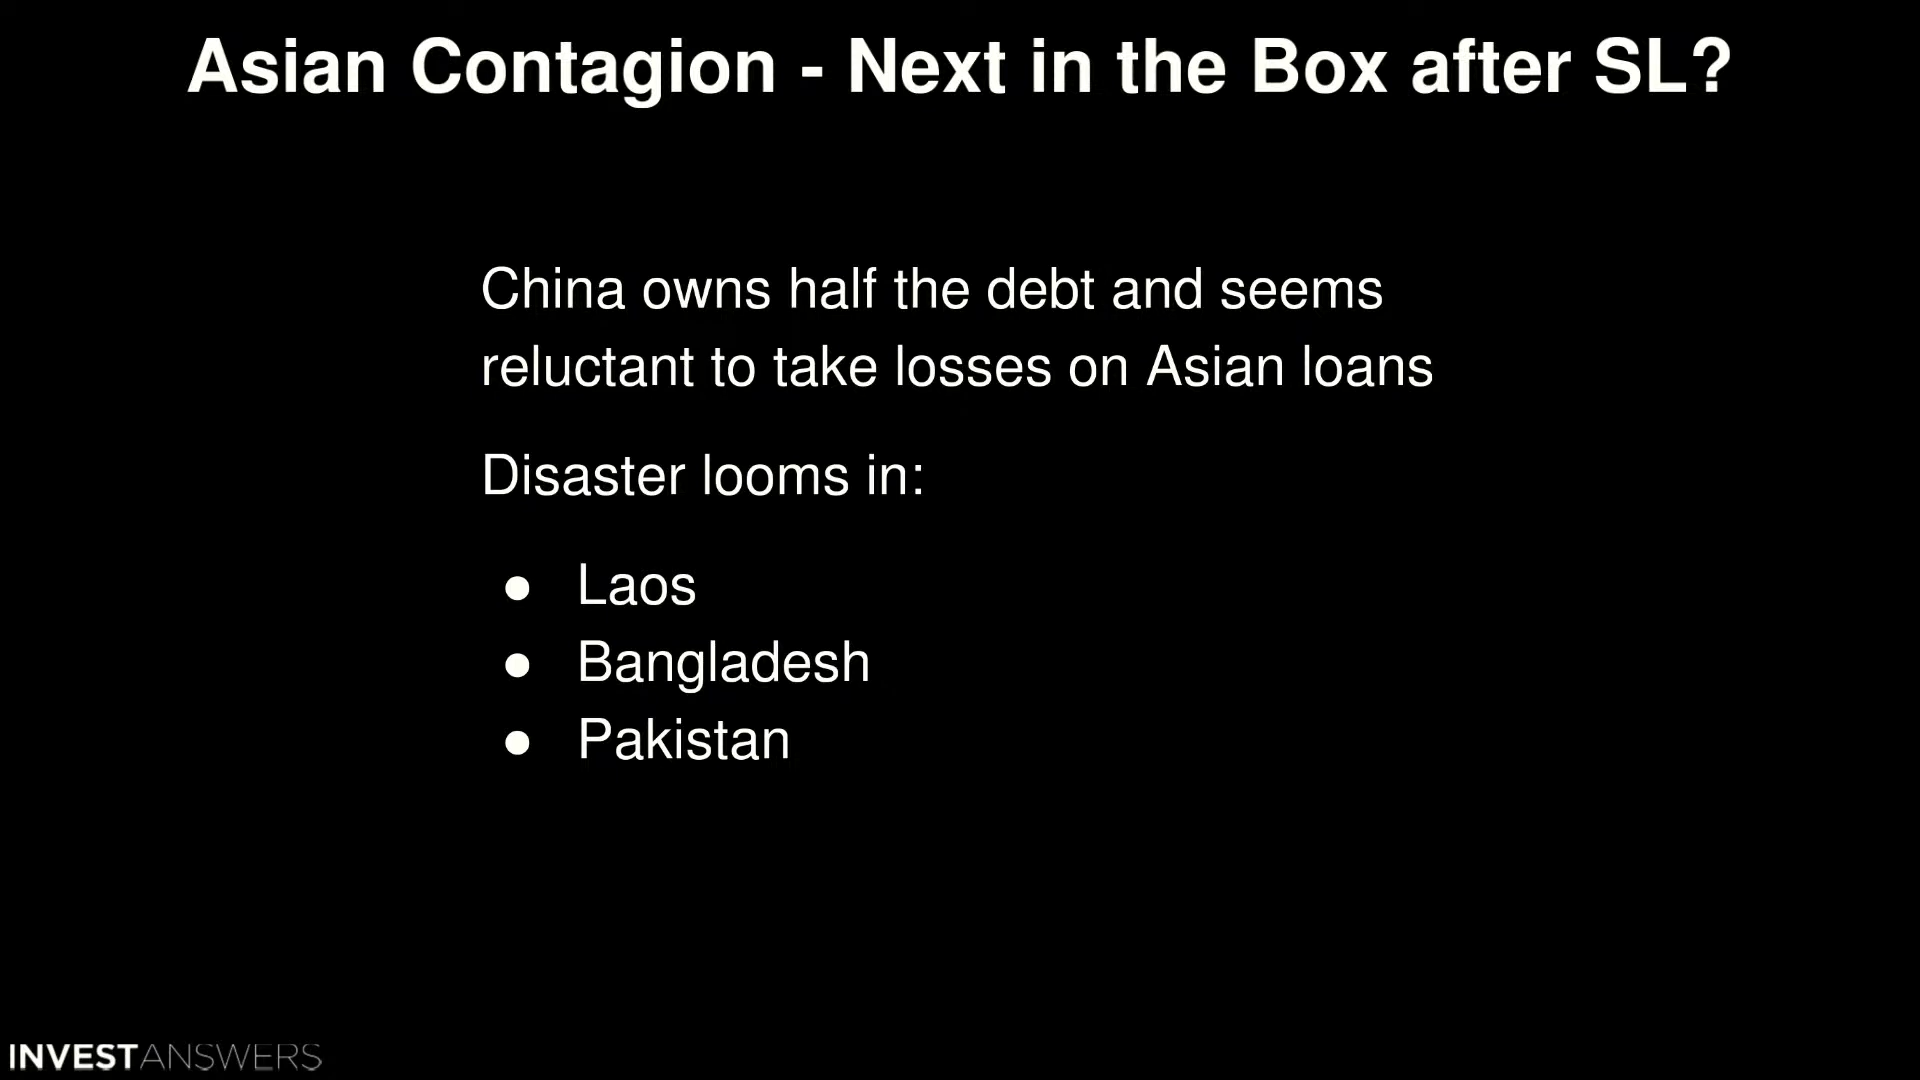 Asian Contagion - Next in the Box after SL?
China owns half the debt and seems
reluctant to take losses on Asian loans
Disaster looms in:
● Laos
● Bangladesh
● Pakistan
INVESTANSWERS